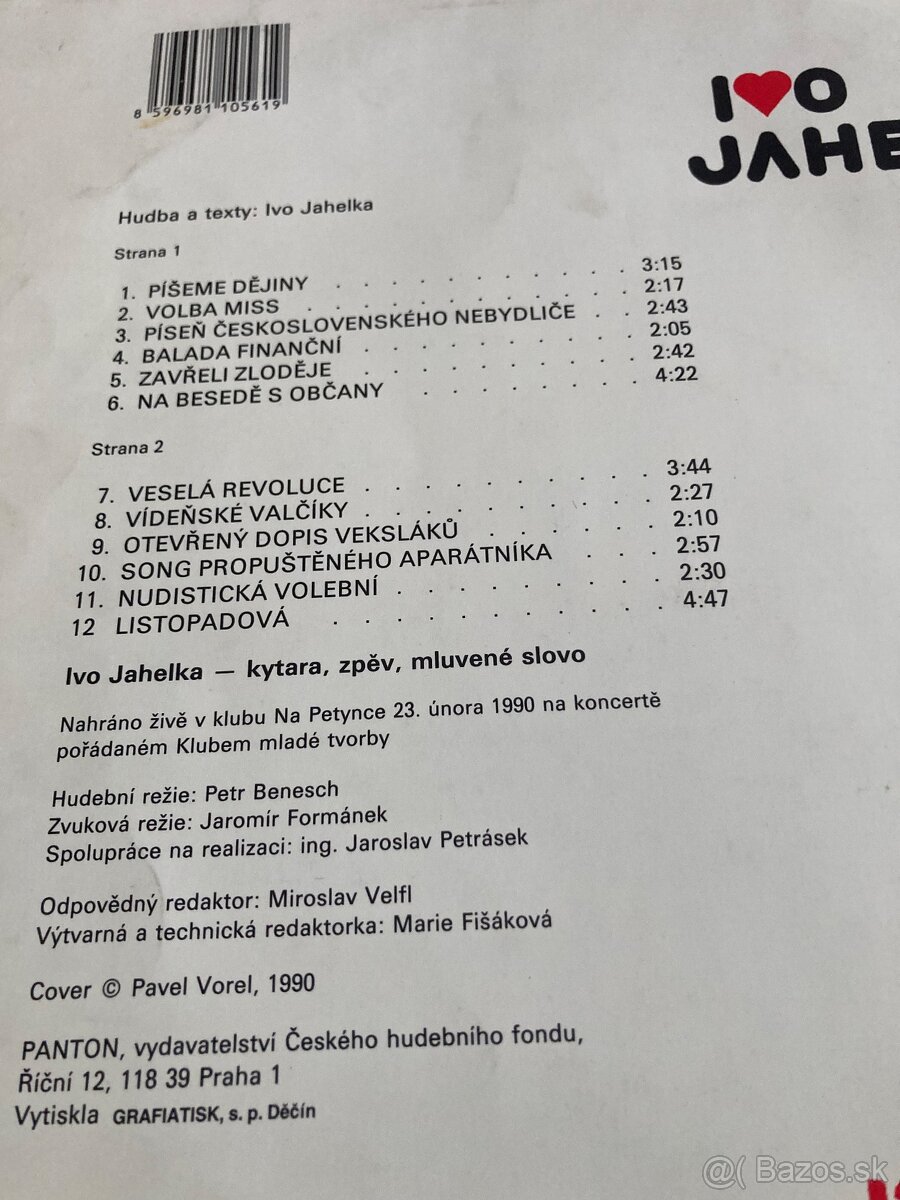 8 596981 105619
I❤O
JAHE
Hudba a texty: Ivo Jahelka
Strana 1
1. PÍŠEME DĚJINY . . . . . . . . . . 3:15
2. VOLBA MISS . . . . . . . . . . . 2:17
3. PÍSEŇ ČESKOSLOVENSKÉHO NEBYDLIČE . . 2:43
4. BALADA FINANČNÍ . . . . . . . . . 2:05
5. ZAVŘELI ZLODĚJE . . . . . . . . . 2:42
6. NA BESEDĚ S OBČANY . . . . . . . . 4:22
Strana 2
7. VESELÁ REVOLUCE . . . . . . . . . 3:44
8. VÍDEŇSKÉ VALČÍKY . . . . . . . . . 2:27
9. OTEVŘENÝ DOPIS VEKSLÁKŮ . . . . . . 2:10
10. SONG PROPUŠTĚNÉHO APARÁTNÍKA . . . 2:57
11. NUDISTICKÁ VOLEBNÍ . . . . . . . . 2:30
12 LISTOPADOVÁ . . . . . . . . . . . 4:47
Ivo Jahelka — kytara, zpěv, mluvené slovo
Nahráno živě v klubu Na Petynce 23. února 1990 na koncertě
pořádaném Klubem mladé tvorby
Hudební režie: Petr Benesch
Zvuková režie: Jaromír Formánek
Spolupráce na realizaci: ing. Jaroslav Petrásek
Odpovědný redaktor: Miroslav Velfl
Výtvarná a technická redaktorka: Marie Fišáková
Cover © Pavel Vorel, 1990
PANTON, vydavatelství Českého hudebního fondu,
Říční 12, 118 39 Praha 1
Vytiskla GRAFIATISK, s. p. Děčín
@( Bazos.sk